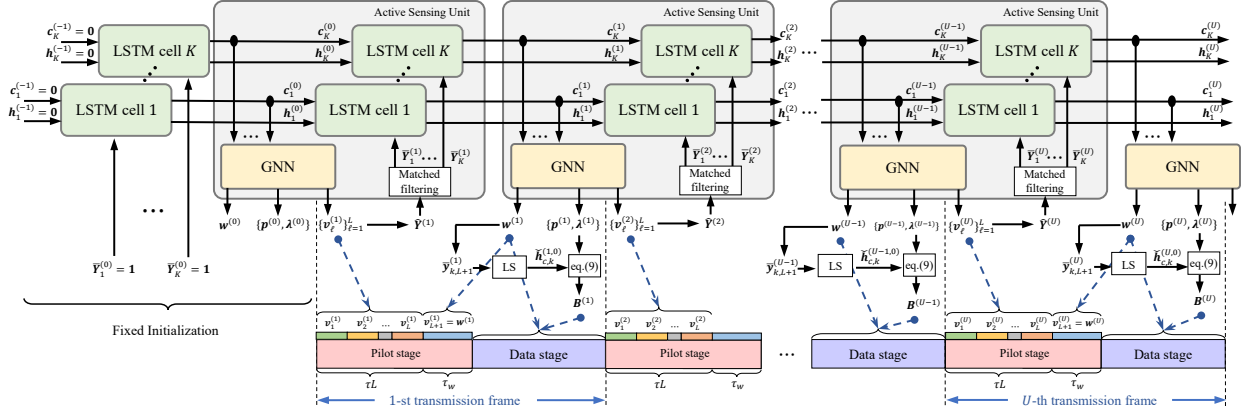 Active Sensing Unit
Active Sensing Unit
Active Sensing Unit
c_K^{(-1)} = 0
h_K^{(-1)} = 0
LSTM cell K
c_K^{(0)}
h_K^{(0)}
LSTM cell K
c_K^{(1)}
h_K^{(1)}
LSTM cell K
c_K^{(2)}
h_K^{(2)}
...
c_K^{(U-1)}
h_K^{(U-1)}
LSTM cell K
c_K^{(U)}
h_K^{(U)}
c_1^{(-1)} = 0
h_1^{(-1)} = 0
LSTM cell 1
c_1^{(0)}
h_1^{(0)}
LSTM cell 1
c_1^{(1)}
h_1^{(1)}
LSTM cell 1
c_1^{(2)}
h_1^{(2)}
...
c_1^{(U-1)}
h_1^{(U-1)}
LSTM cell 1
c_1^{(U)}
h_1^{(U)}
...
GNN
Ȳ_1^{(1)} ... Ȳ_K^{(1)}
Matched
filtering
...
GNN
Ȳ_1^{(2)} ... Ȳ_K^{(2)}
Matched
filtering
...
GNN
Ȳ_1^{(U)} ... Ȳ_K^{(U)}
Matched
filtering
...
GNN
...
w^{(0)}
{p^{(0)}, λ^{(0)}}
{v_ℓ^{(1)}}_{ℓ=1}^L
Ỹ^{(1)}
w^{(1)}
{p^{(1)}, λ^{(1)}}
{v_ℓ^{(2)}}_{ℓ=1}^L
Ỹ^{(2)}
w^{(U-1)}
{p^{(U-1)}, λ^{(U-1)}}
{v_ℓ^{(U)}}_{ℓ=1}^L
Ỹ^{(U)}
w^{(U)}
{p^{(U)}, λ^{(U)}}
Ȳ_1^{(0)} = 1
Ȳ_K^{(0)} = 1
ȳ_{k,L+1}^{(1)}
LS
h̆_{c,k}^{(1,0)}
eq.(9)
B^{(1)}
ȳ_{k,L+1}^{(U-1)}
LS
h̆_{c,k}^{(U-1,0)}
eq.(9)
B^{(U-1)}
ȳ_{k,L+1}^{(U)}
LS
h̆_{c,k}^{(U,0)}
eq.(9)
B^{(U)}
Fixed Initialization
v_1^{(1)} v_2^{(1)} ... v_L^{(1)} v_{L+1}^{(1)} = w^{(1)}
v_1^{(2)} v_2^{(2)} ... v_L^{(2)}
v_1^{(U)} v_2^{(U)} ... v_L^{(U)} v_{L+1}^{(U)} = w^{(U)}
Pilot stage
Data stage
Pilot stage
...
Data stage
Pilot stage
Data stage
τL
τ_w
τL
τ_w
τL
τ_w
1-st transmission frame
U-th transmission frame